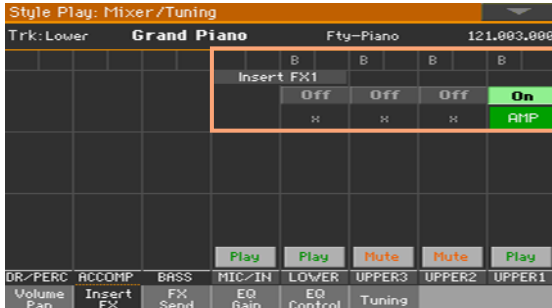 Style Play: Mixer/Tuning
Trk:Lower Grand Piano Fty-Piano 121.003.000
B B B B
Insert FX1
Off Off Off On
x x x AMP
Play Play Mute Mute Play
DR/PERC ACCOMP BASS MIC/IN LOWER UPPER3 UPPER2 UPPER1
Volume Insert FX EQ EQ Tuning
Pan FX Send Gain Control